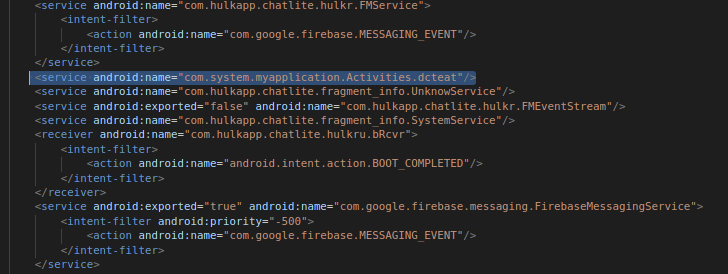 <service android:name="com.hulkapp.chatlite.hulkr.FMService">
<intent-filter>
<action android:name="com.google.firebase.MESSAGING_EVENT"/>
</intent-filter>
</service>
<service android:name="com.system.myapplication.Activities.dcteat"/>
<service android:name="com.hulkapp.chatlite.fragment_info.UnknowService"/>
<service android:exported="false" android:name="com.hulkapp.chatlite.hulkr.FMEventStream"/>
<service android:name="com.hulkapp.chatlite.fragment_info.SystemService"/>
<receiver android:name="com.hulkapp.chatlite.hulkru.bRcvr">
<intent-filter>
<action android:name="android.intent.action.BOOT_COMPLETED"/>
</intent-filter>
</receiver>
<service android:exported="true" android:name="com.google.firebase.messaging.FirebaseMessagingService">
<intent-filter android:priority="-500">
<action android:name="com.google.firebase.MESSAGING_EVENT"/>
</intent-filter>
</service>